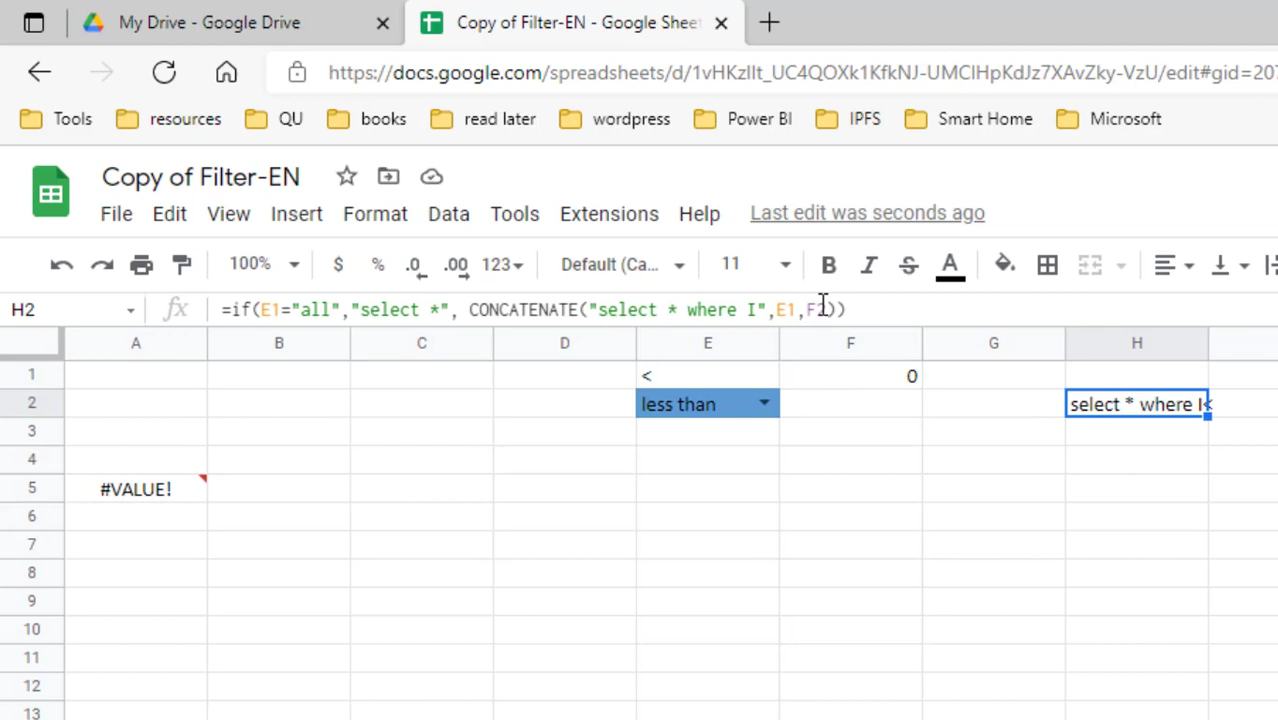 My Drive - Google Drive
Copy of Filter-EN - Google Sheet
https://docs.google.com/spreadsheets/d/1vHKzlIt_UC4QOXk1KfkNJ-UMClHpKdJz7XAvZky-VzU/edit#gid=207
Tools resources QU books read later wordpress Power BI IPFS Smart Home Microsoft
Copy of Filter-EN
File Edit View Insert Format Data Tools Extensions Help Last edit was seconds ago
100% $ % .0 .00 123 Default (Ca... 11 B I S A
H2 fx =if(E1="all","select *", CONCATENATE("select * where I",E1,F2))
A B C D E F G H
1 < 0
2 less than select * where I<
3
4
5 #VALUE!
6
7
8
9
10
11
12
13